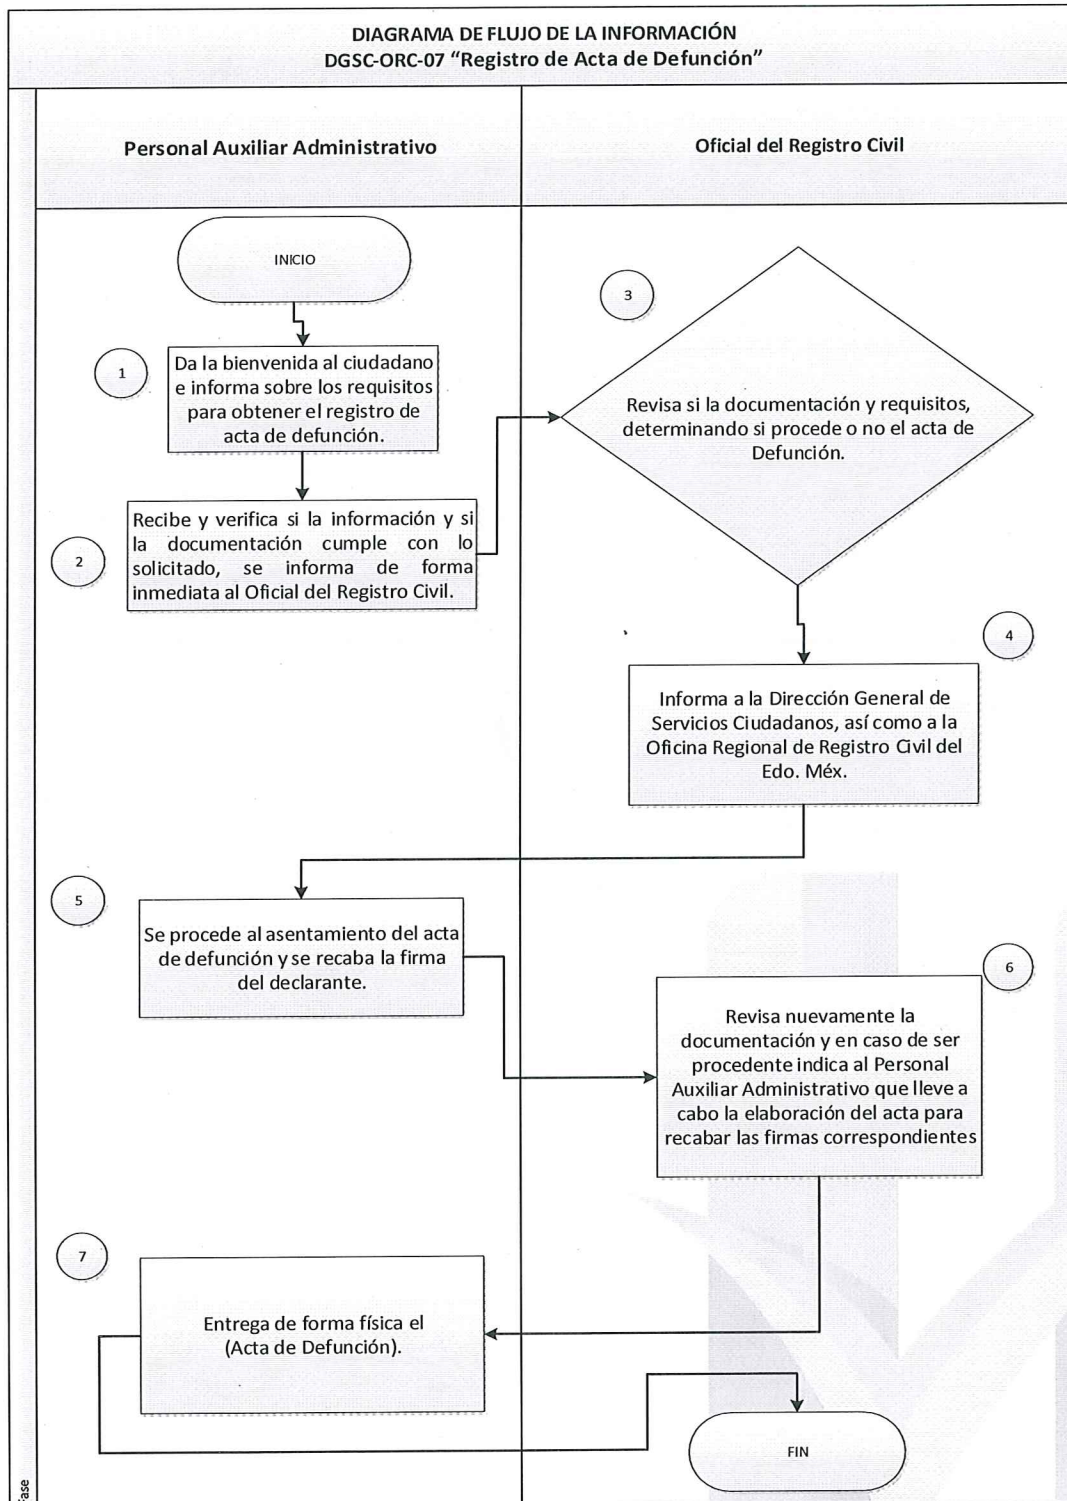 DIAGRAMA DE FLUJO DE LA INFORMACIÓN
DGSC-ORC-07 “Registro de Acta de Defunción”
Personal Auxiliar Administrativo
Oficial del Registro Civil
INICIO
1
Da la bienvenida al ciudadano
e informa sobre los requisitos
para obtener el registro de
acta de defunción.
2
Recibe y verifica si la información y si
la documentación cumple con lo
solicitado, se informa de forma
inmediata al Oficial del Registro Civil.
3
Revisa si la documentación y requisitos,
determinando si procede o no el acta de
Defunción.
4
Informa a la Dirección General de
Servicios Ciudadanos, así como a la
Oficina Regional de Registro Civil del
Edo. Méx.
5
Se procede al asentamiento del acta
de defunción y se recaba la firma
del declarante.
6
Revisa nuevamente la
documentación y en caso de ser
procedente indica al Personal
Auxiliar Administrativo que lleve a
cabo la elaboración del acta para
recabar las firmas correspondientes
7
Entrega de forma física el
(Acta de Defunción).
FIN
Fase